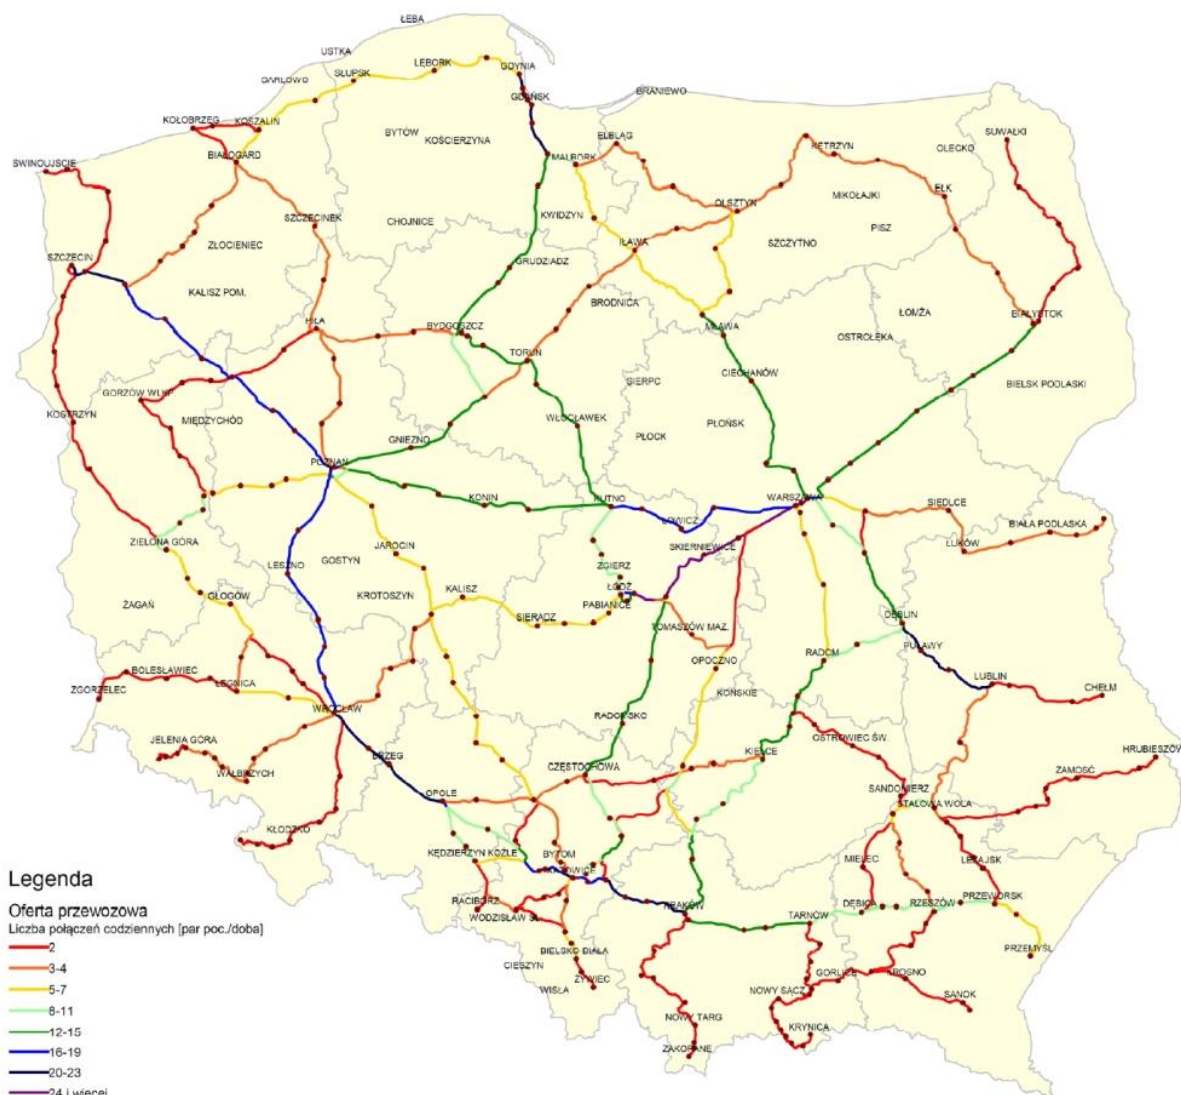 ŁEBA
USTKA
DARŁOWO
SŁUPSK
LĘBORK
GDYNIA
GDAŃSK
BRANIEWO
KOŁOBRZEG
KOSZALIN
BYTÓW
KOŚCIERZYNA
ELBLĄG
KĘTRZYN
OLECKO
SUWAŁKI
ŚWINOUJŚCIE
BIAŁOGARD
MALBORK
MIKOŁAJKI
EŁK
SZCZECINEK
CHOJNICE
KWIDZYN
OLSZTYN
PISZ
SZCZECIN
ZŁOCIENIEC
IŁAWA
SZCZYTNO
GRUDZIADZ
KALISZ POM.
BRODNICA
ŁOMŻA
BIAŁYSTOK
PIŁA
BYDGOSZCZ
MŁAWA
OSTROŁĘKA
TORUŃ
CIECHANÓW
BIELSK PODLASKI
GORZÓW WLKP
SIERPC
KOSTRZYN
MIĘDZYCHÓD
WŁOCŁAWEK
PŁOCK
PŁOŃSK
GNIEZNO
POZNAŃ
KONIN
KUTNO
WARSZAWA
SIEDLCE
ŁOWICZ
BIAŁA PODLASKA
ZIELONA GÓRA
JAROCIN
SKIERNIEWICE
ŁUKÓW
LESZNO
GOSTYŃ
ZGIERZ
ŁÓDŹ
ŻAGAŃ
GŁOGÓW
KROTOSZYN
KALISZ
PABIANICE
SIERADZ
TOMASZÓW MAZ.
DĘBLIN
PUŁAWY
BOLESŁAWIEC
OPOCZNO
RADOM
ZGORZELEC
LEGNICA
LUBLIN
CHEŁM
WROCŁAW
KOŃSKIE
RADOMSKO
JELENIA GÓRA
OSTROWIEC ŚW.
HRUBIESZÓW
WAŁBRZYCH
BRZEG
KIELCE
CZĘSTOCHOWA
ZAMOŚĆ
OPOLE
SANDOMIERZ
STALOWA WOLA
KŁODZKO
KĘDZIERZYN KOŹLE
BYTOM
MIELEC
LEŻAJSK
KATOWICE
RACIBÓRZ
WODZISŁAW ŚL.
KRAKÓW
TARNÓW
DĘBICA
RZESZÓW
PRZEWORSK
BIELSKO BIAŁA
PRZEMYŚL
CIESZYN
ŻYWIEC
WISŁA
GORLICE
KROSNO
NOWY SĄCZ
SANOK
NOWY TARG
KRYNICA
ZAKOPANE
Legenda
Oferta przewozowa
Liczba połączeń codziennych [par poc./doba]
2
3-4
5-7
8-11
12-15
16-19
20-23
24 i więcej